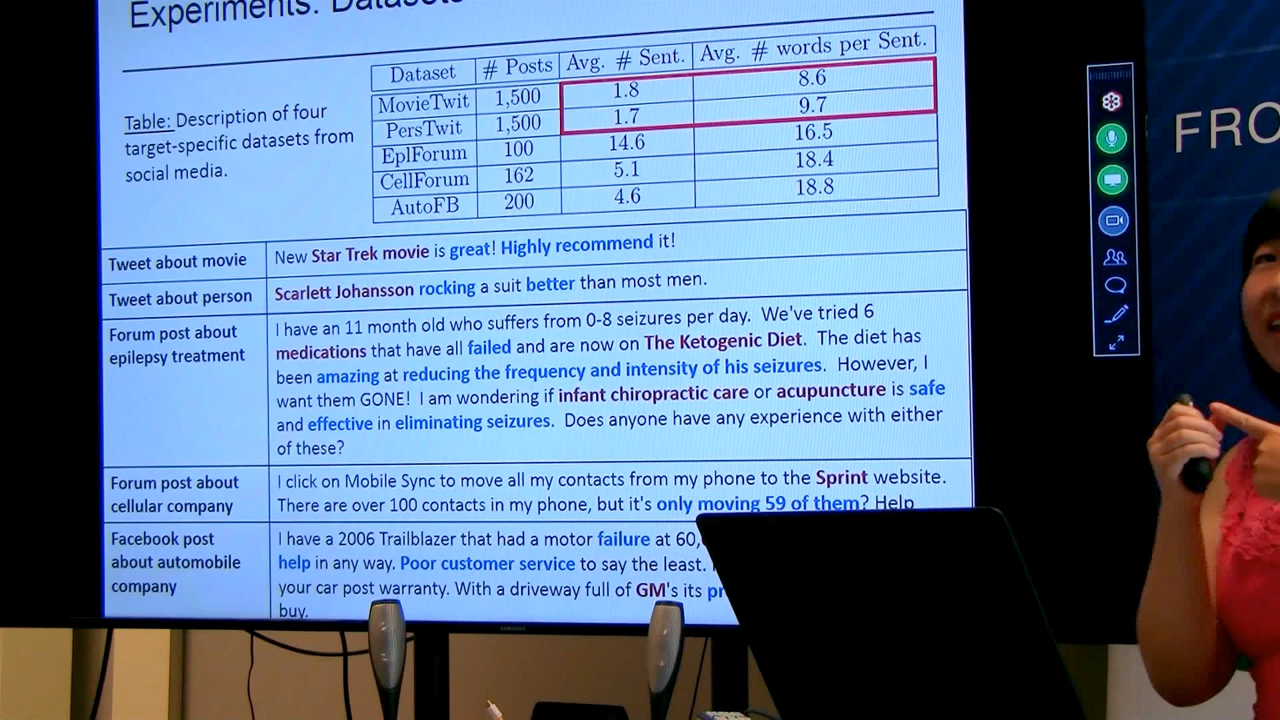 Experiments: Datasets
Dataset # Posts Avg. # Sent. Avg. # words per Sent.
MovieTwit 1,500 1.8 8.6
PersTwit 1,500 1.7 9.7
EplForum 100 14.6 16.5
CellForum 162 5.1 18.4
AutoFB 200 4.6 18.8
Table: Description of four
target-specific datasets from
social media.
Tweet about movie
New Star Trek movie is great! Highly recommend it!
Tweet about person
Scarlett Johansson rocking a suit better than most men.
Forum post about
epilepsy treatment
I have an 11 month old who suffers from 0-8 seizures per day. We've tried 6
medications that have all failed and are now on The Ketogenic Diet. The diet has
been amazing at reducing the frequency and intensity of his seizures. However, I
want them GONE! I am wondering if infant chiropractic care or acupuncture is safe
and effective in eliminating seizures. Does anyone have any experience with either
of these?
Forum post about
cellular company
I click on Mobile Sync to move all my contacts from my phone to the Sprint website.
There are over 100 contacts in my phone, but it's only moving 59 of them? Help
Facebook post
about automobile
company
I have a 2006 Trailblazer that had a motor failure at 60,
help in any way. Poor customer service to say the least.
your car post warranty. With a driveway full of GM's its pr
buy.
FRO